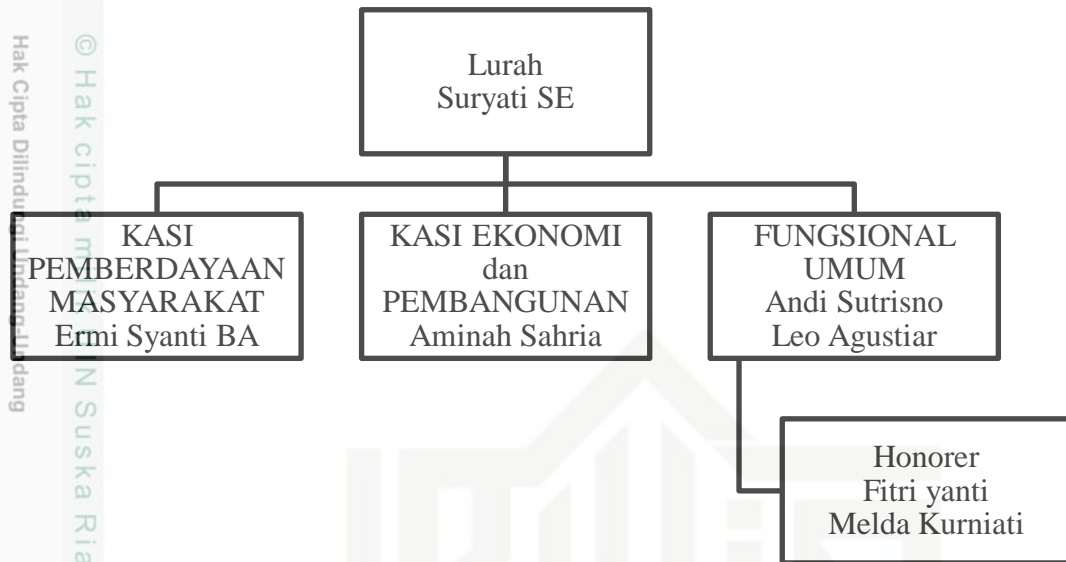 Lurah
Suryati SE
KASI
PEMBERDAYAAN
MASYARAKAT
Ermi Syanti BA
KASI EKONOMI
dan
PEMBANGUNAN
Aminah Sahria
FUNGSIONAL
UMUM
Andi Sutrisno
Leo Agustiar
Honorer
Fitri yanti
Melda Kurniati
© Hak cipta milik UIN Suska Ria
Hak Cipta Dilindungi Undang-Undang